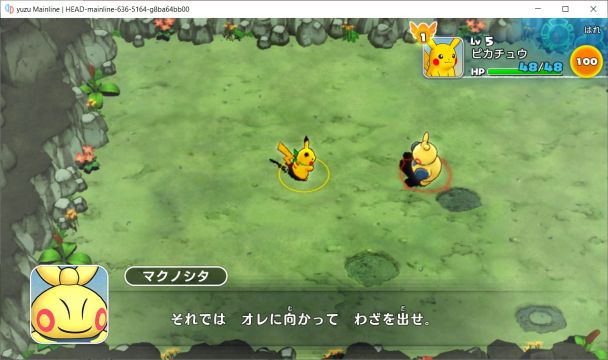 yuzu Mainline | HEAD-mainline-636-5164-g8ba64bb00
はれ
1
Lv 5
ピカチュウ
HP 48/48
100
マクノシタ
それでは オレに向かって わざを出せ。